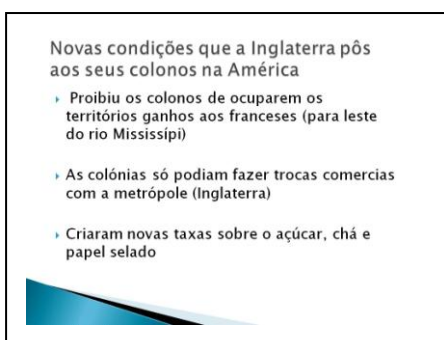 Novas condições que a Inglaterra pôs
aos seus colonos na América
Proibiu os colonos de ocuparem os
territórios ganhos aos franceses (para leste
do rio Mississípi)
As colónias só podiam fazer trocas comercias
com a metrópole (Inglaterra)
Criaram novas taxas sobre o açúcar, chá e
papel selado